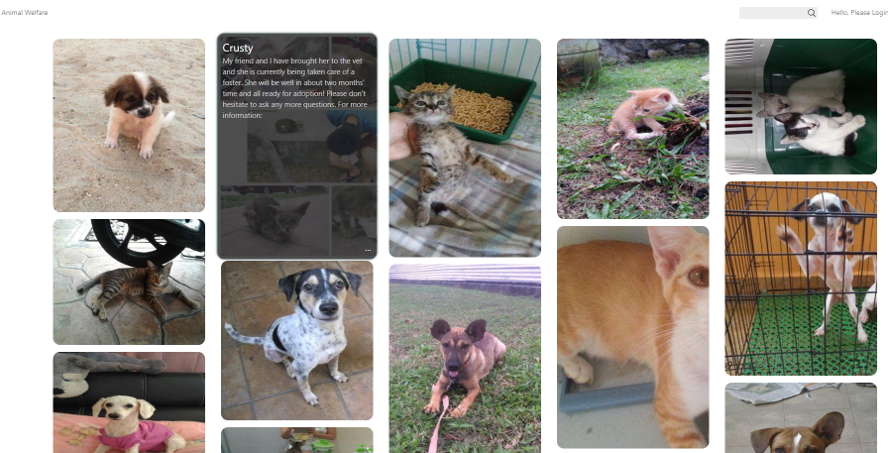 Animal Welfare
Hello, Please Login
Crusty
My friend and I have brought her to the vet
and she is currently being taken care of a
foster. She will be well in about two months'
time and all ready for adoption! Please don't
hesitate to ask any more questions. For more
information:
...